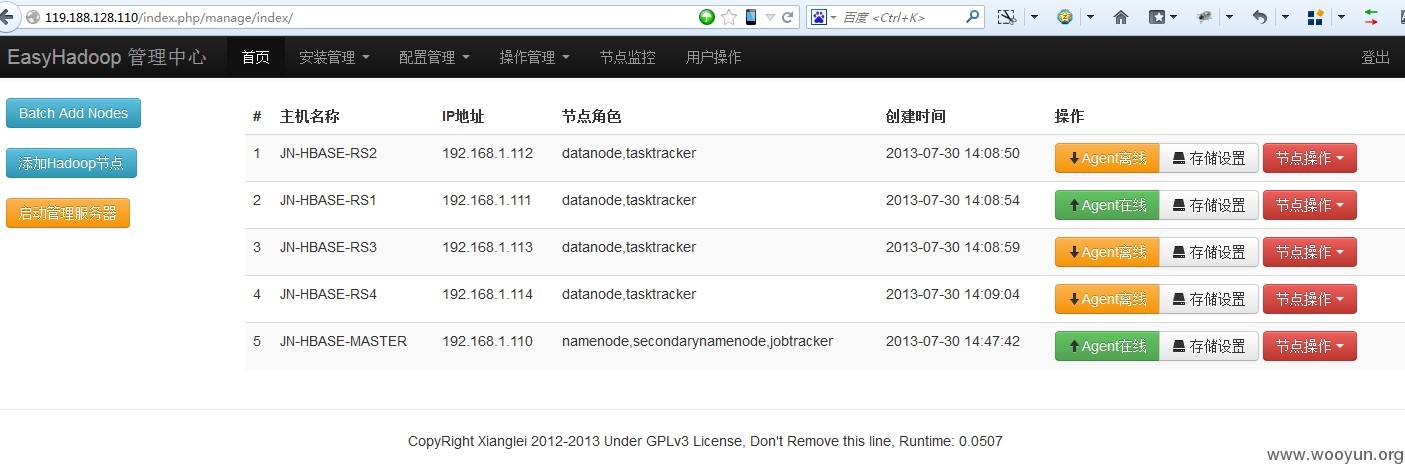 119.188.128.110/index.php/manage/index/
百度 <Ctrl+K>
EasyHadoop 管理中心 首页 安装管理 配置管理 操作管理 节点监控 用户操作 登出
Batch Add Nodes
添加Hadoop节点
启动管理服务器
# 主机名称 IP地址 节点角色 创建时间 操作
1 JN-HBASE-RS2 192.168.1.112 datanode,tasktracker 2013-07-30 14:08:50 Agent离线 存储设置 节点操作
2 JN-HBASE-RS1 192.168.1.111 datanode,tasktracker 2013-07-30 14:08:54 Agent在线 存储设置 节点操作
3 JN-HBASE-RS3 192.168.1.113 datanode,tasktracker 2013-07-30 14:08:59 Agent离线 存储设置 节点操作
4 JN-HBASE-RS4 192.168.1.114 datanode,tasktracker 2013-07-30 14:09:04 Agent离线 存储设置 节点操作
5 JN-HBASE-MASTER 192.168.1.110 namenode,secondarynamenode,jobtracker 2013-07-30 14:47:42 Agent在线 存储设置 节点操作
CopyRight Xianglei 2012-2013 Under GPLv3 License, Don't Remove this line, Runtime: 0.0507
www.wooyun.org